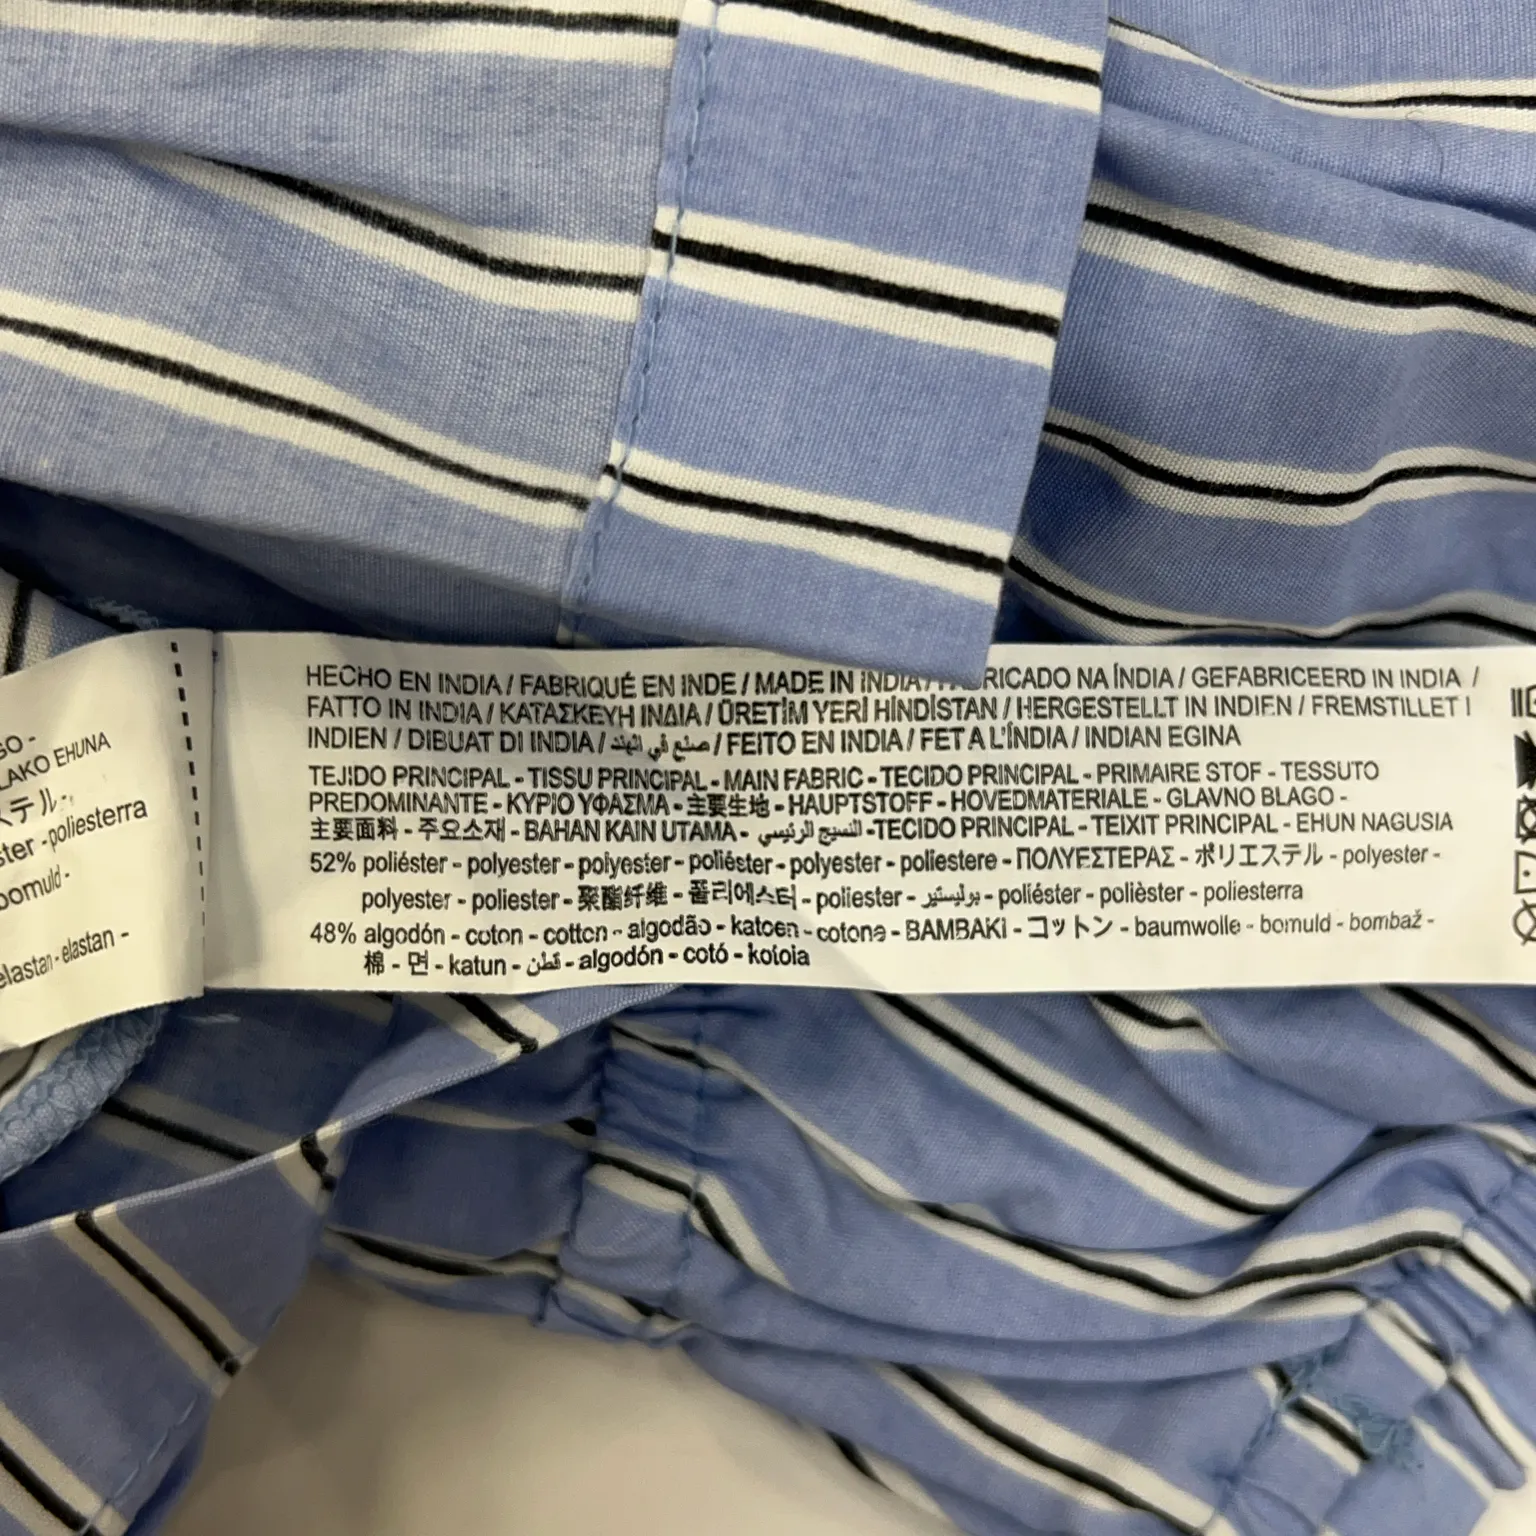 GO -
LAKO EHUNA
ステル -
ster - poliesterra
bomuld -
elastan - elastan -
HECHO EN INDIA / FABRIQUÉ EN INDE / MADE IN INDIA / FABRICADO NA ÍNDIA / GEFABRICEERD IN INDIA /
FATTO IN INDIA / ΚΑΤΑΣΚΕΥΗ ΙΝΔΙΑ / ÜRETİM YERİ HİNDİSTAN / HERGESTELLT IN INDIEN / FREMSTILLET I
INDIEN / DIBUAT DI INDIA / صنع في الهند / FEITO EN INDIA / FET A L'ÍNDIA / INDIAN EGINA
TEJIDO PRINCIPAL - TISSU PRINCIPAL - MAIN FABRIC - TECIDO PRINCIPAL - PRIMAIRE STOF - TESSUTO
PREDOMINANTE - ΚΥΡΙΟ ΥΦΑΣΜΑ - 主要生地 - HAUPTSTOFF - HOVEDMATERIALE - GLAVNO BLAGO -
主要面料 - 주요소재 - BAHAN KAIN UTAMA - النسيج الرئيسي - TECIDO PRINCIPAL - TEIXIT PRINCIPAL - EHUN NAGUSIA
52% poliéster - polyester - polyester - poliéster - polyester - poliestere - ΠΟΛΥΕΣΤΕΡΑΣ - ポリエステル - polyester -
polyester - poliester - 聚酯纤维 - 폴리에스터 - poliester - بوليستير - poliéster - polièster - poliesterra
48% algodón - coton - cotton - algodão - katoen - cotone - BAMBAKI - コットン - baumwolle - bomuld - bombaž -
棉 - 면 - katun - قطن - algodón - cotó - kotoia